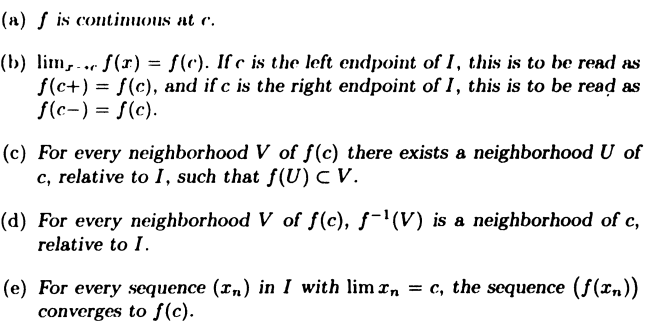 (a) f is continuous at c.
(b) lim_{x→c} f(x) = f(c). If c is the left endpoint of I, this is to be read as
f(c+) = f(c), and if c is the right endpoint of I, this is to be read as
f(c−) = f(c).
(c) For every neighborhood V of f(c) there exists a neighborhood U of
c, relative to I, such that f(U) ⊂ V.
(d) For every neighborhood V of f(c), f⁻¹(V) is a neighborhood of c,
relative to I.
(e) For every sequence (xₙ) in I with lim xₙ = c, the sequence (f(xₙ))
converges to f(c).